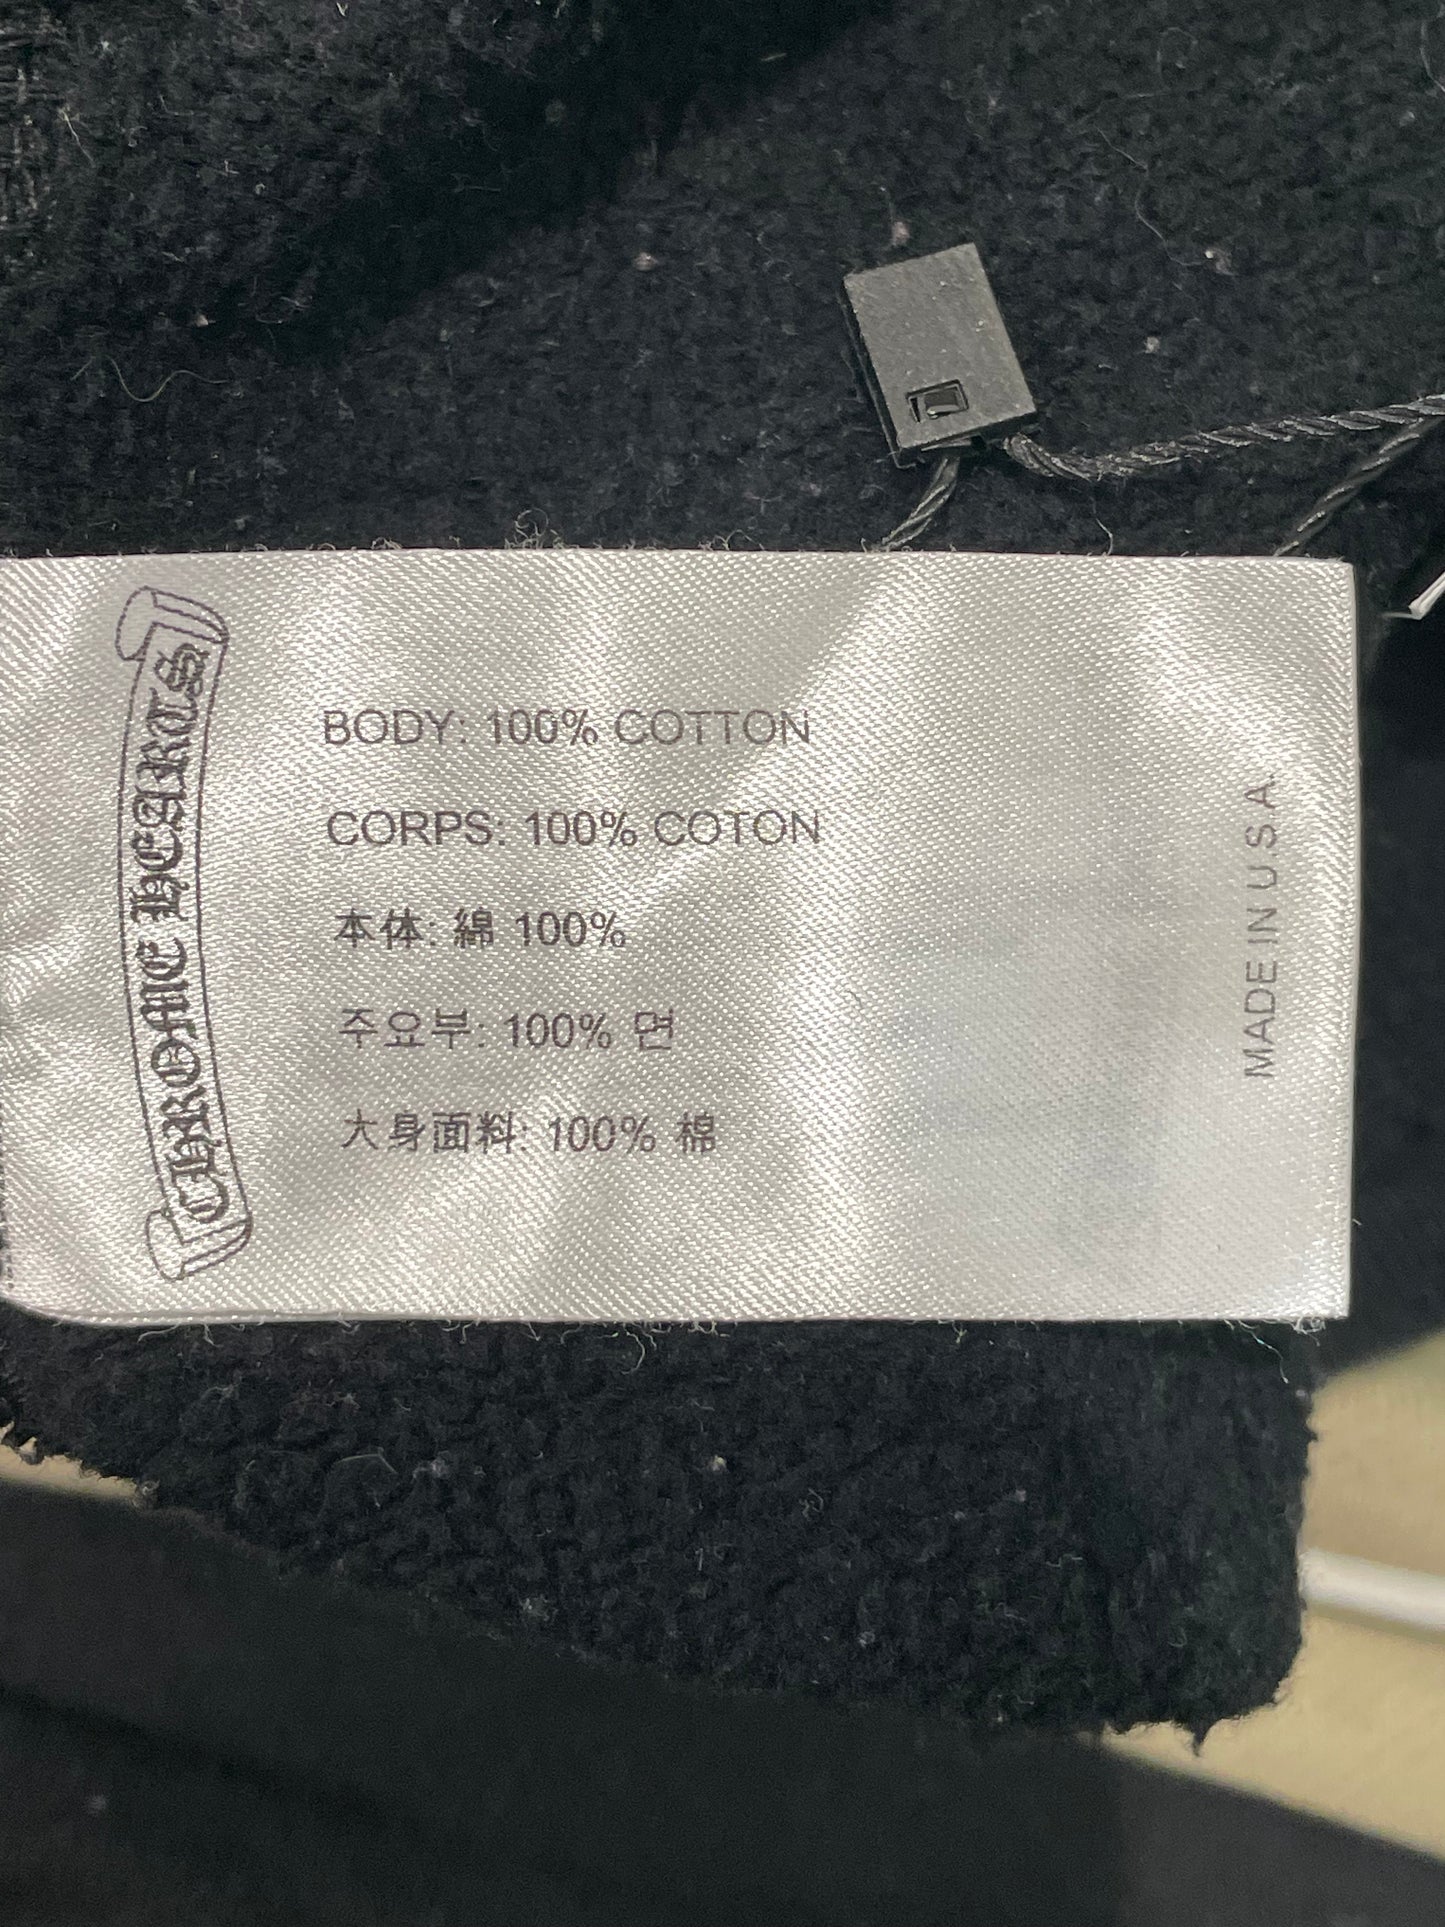 CHROME HEARTS
BODY: 100% COTTON
CORPS: 100% COTON
本体: 綿 100%
주요부: 100% 면
大身面料: 100% 棉
MADE IN U.S.A.